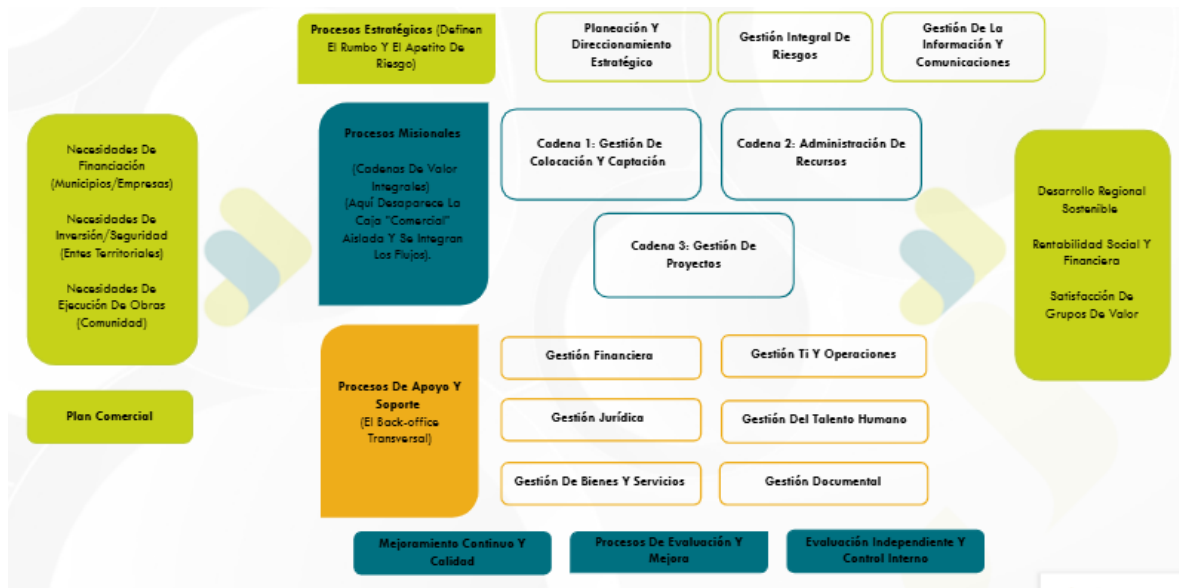 Procesos Estratégicos (Definen
El Rumbo Y El Apetito De
Riesgo)
Planeación Y
Direccionamiento
Estratégico
Gestión Integral De
Riesgos
Gestión De La
Información Y
Comunicaciones
Necesidades De
Financiación
(Municipios/Empresas)
Necesidades De
Inversión/Seguridad
(Entes Territoriales)
Necesidades De
Ejecución De Obras
(Comunidad)
Plan Comercial
Procesos Misionales
(Cadenas De Valor
Integrales)
(Aquí Desaparece La
Caja "Comercial"
Aislada Y Se Integran
Los Flujos).
Cadena 1: Gestión De
Colocación Y Captación
Cadena 2: Administración De
Recursos
Cadena 3: Gestión De
Proyectos
Desarrollo Regional
Sostenible
Rentabilidad Social Y
Financiera
Satisfacción De
Grupos De Valor
Procesos De Apoyo Y
Soporte
(El Back-office
Transversal)
Gestión Financiera
Gestión Ti Y Operaciones
Gestión Jurídica
Gestión Del Talento Humano
Gestión De Bienes Y Servicios
Gestión Documental
Mejoramiento Continuo Y
Calidad
Procesos De Evaluación Y
Mejora
Evaluación Independiente Y
Control Interno